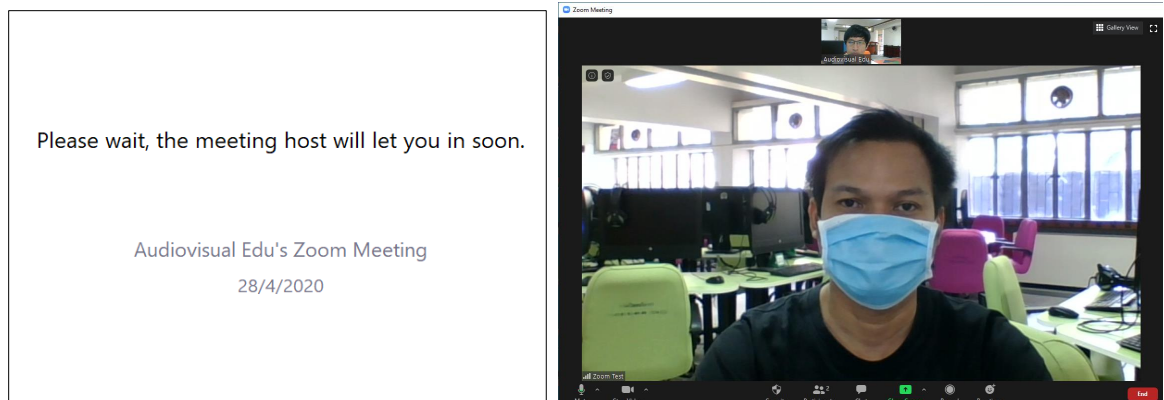 Please wait, the meeting host will let you in soon.
Audiovisual Edu's Zoom Meeting
28/4/2020
Zoom Meeting
Gallery View
Audiovisual Edu
Zoom Test
2
End